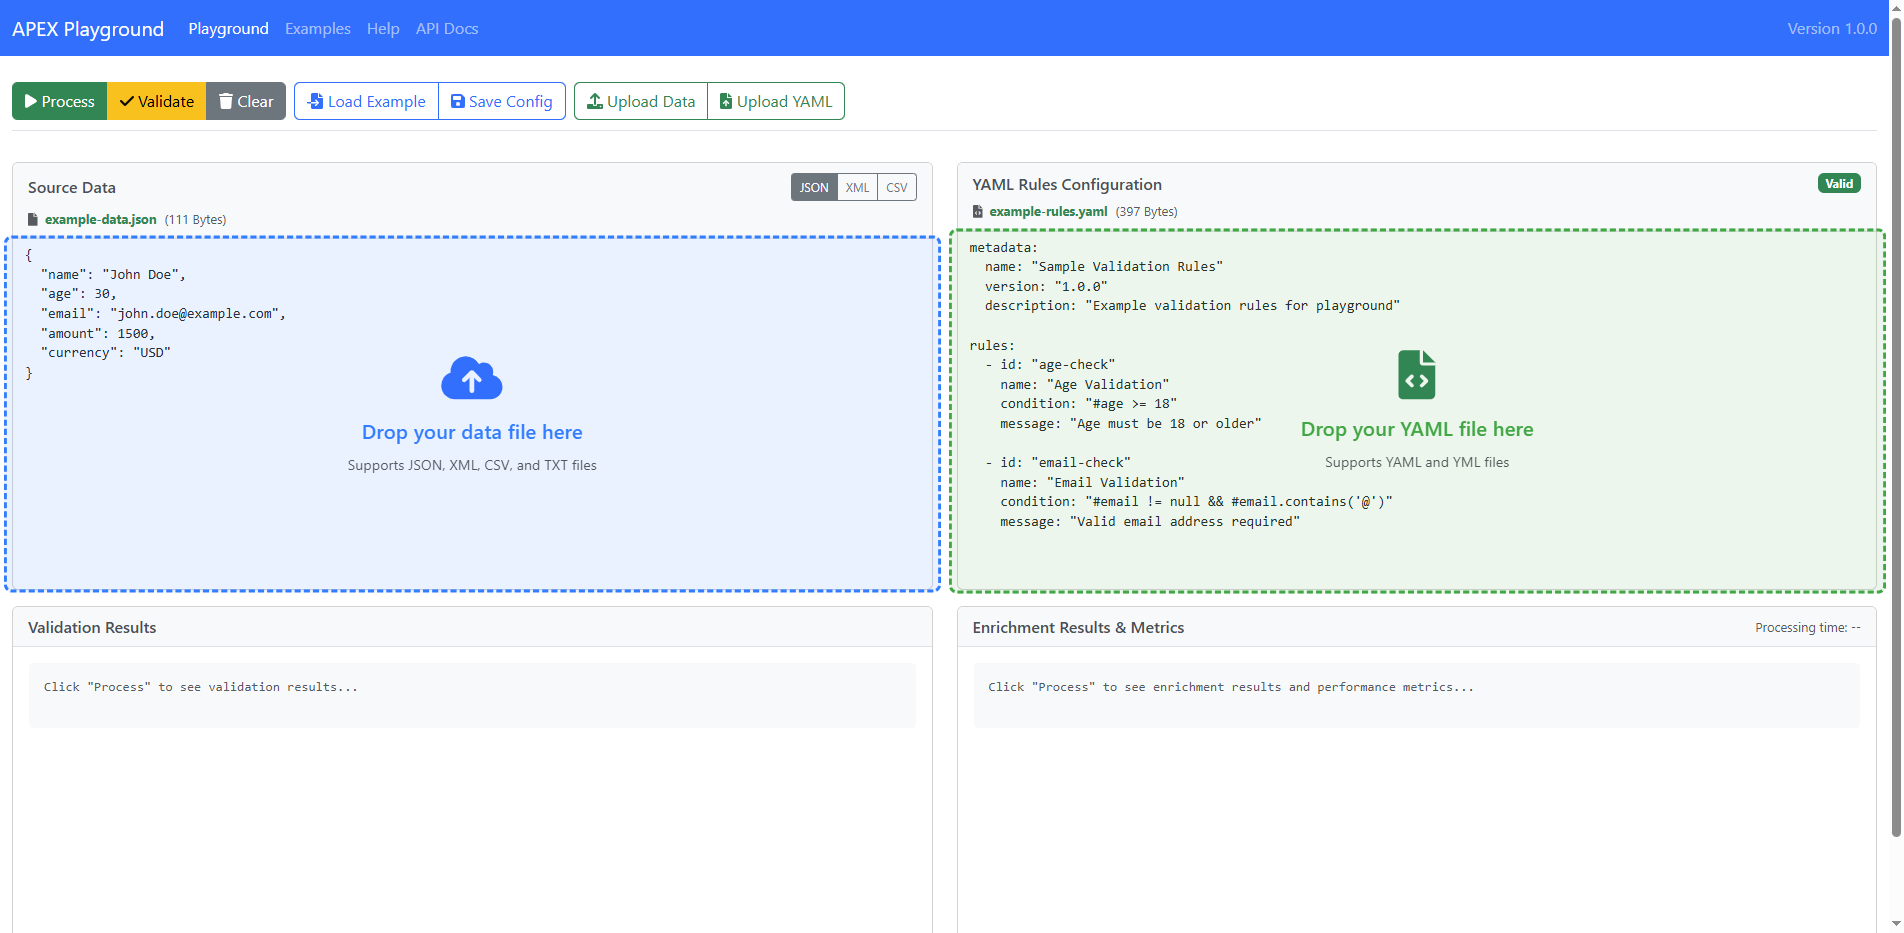 APEX Playground Playground Examples Help API Docs Version 1.0.0
Process Validate Clear Load Example Save Config Upload Data Upload YAML
Source Data JSON XML CSV
example-data.json (111 Bytes)
{
  "name": "John Doe",
  "age": 30,
  "email": "john.doe@example.com",
  "amount": 1500,
  "currency": "USD"
}
Drop your data file here
Supports JSON, XML, CSV, and TXT files
YAML Rules Configuration Valid
example-rules.yaml (397 Bytes)
metadata:
  name: "Sample Validation Rules"
  version: "1.0.0"
  description: "Example validation rules for playground"
rules:
  - id: "age-check"
    name: "Age Validation"
    condition: "#age >= 18"
    message: "Age must be 18 or older"
  - id: "email-check"
    name: "Email Validation"
    condition: "#email != null && #email.contains('@')"
    message: "Valid email address required"
Drop your YAML file here
Supports YAML and YML files
Validation Results
Click "Process" to see validation results...
Enrichment Results & Metrics Processing time: --
Click "Process" to see enrichment results and performance metrics...